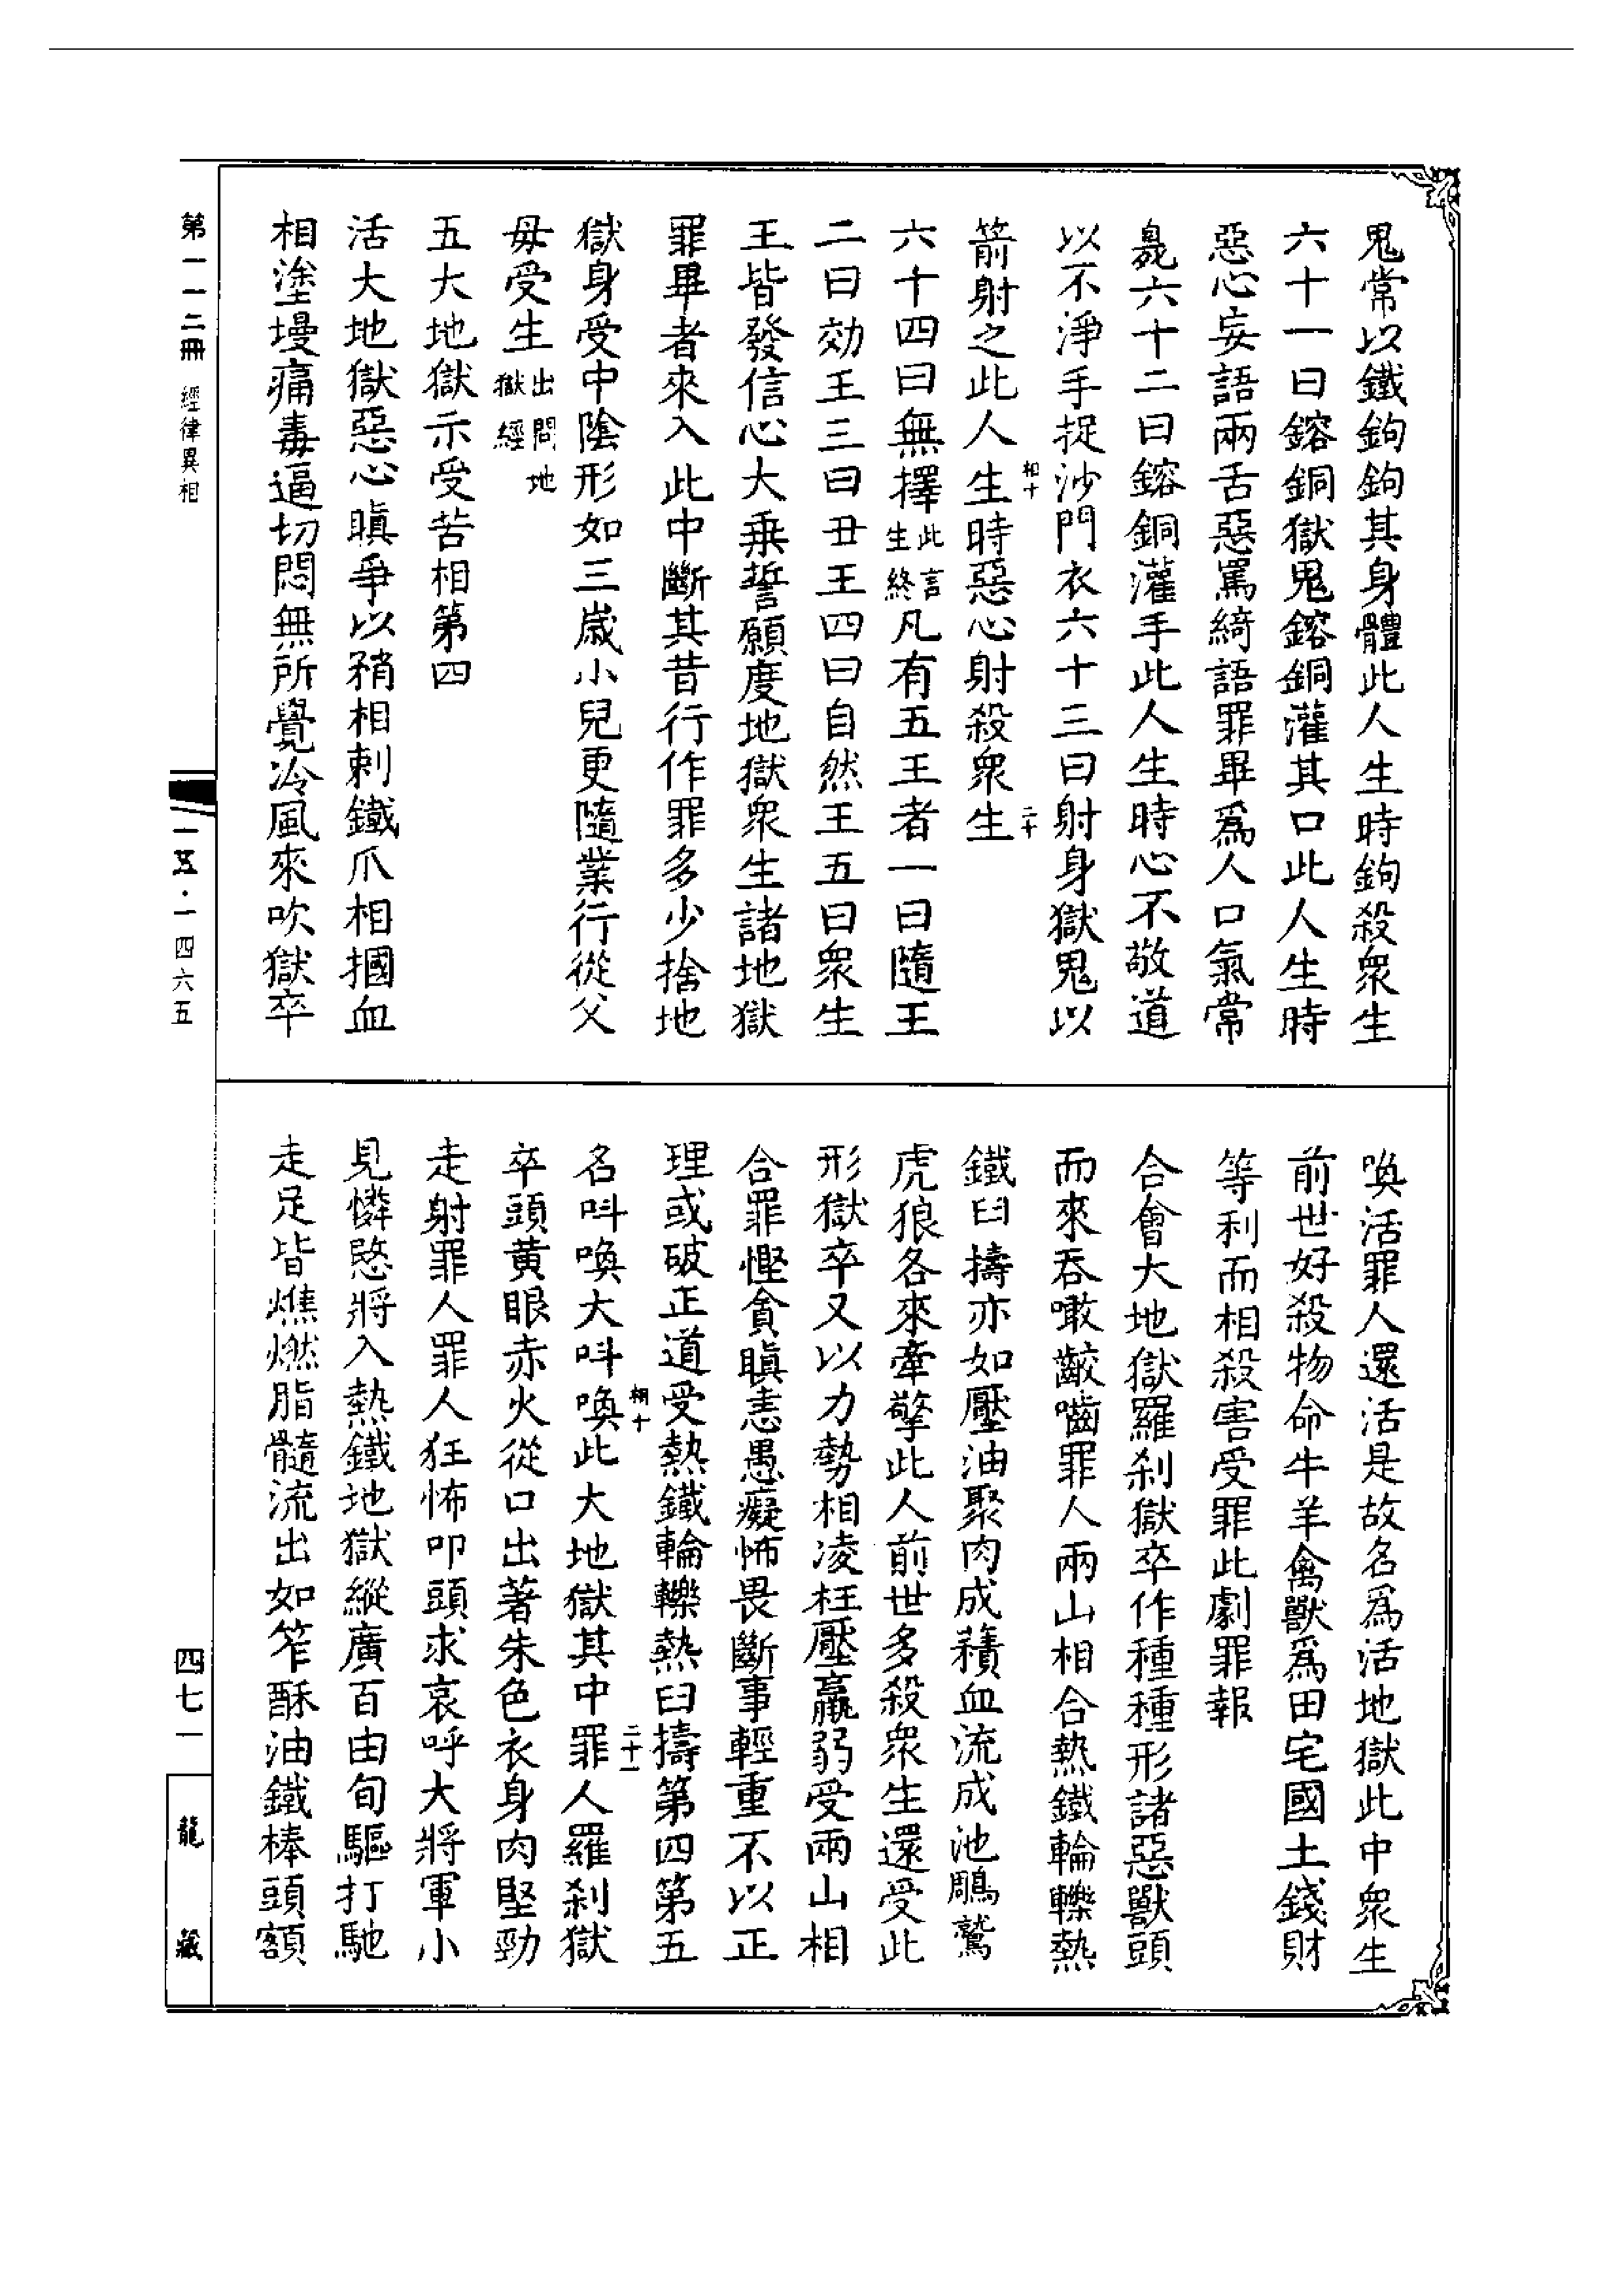 鬼常以鐵鉤鉤其身體此人生時鉤殺衆生
六十一曰鎔銅獄鬼鎔銅灌其口此人生時
惡心妄語兩舌惡罵綺語罪畢爲人口氣常
臰六十二曰鎔銅灌手此人生時心不敬道
以不淨手捉沙門衣六十三曰射身獄鬼以
箭射之此人生時惡心射殺衆生
六十四曰無擇此言生終凡有五王者一曰隨王
二曰効王三曰丑王四曰自然王五曰衆生
王皆發信心大乗誓願度地獄衆生諸地獄
罪畢者來入此中斷其昔行作罪多少捨地
獄身受中陰形如三歲小兒更隨業行從父
母受生出問地獄經
五大地獄示受苦相第四
活大地獄惡心瞋爭以矟相刺鐵爪相摑血
相塗墁痛毒逼切悶無所覺冷風來吹獄卒
喚活罪人還活是故名爲活地獄此中衆生
前世好殺物命牛羊禽獸爲田宅國土錢財
等利而相殺害受罪此劇罪報
合會大地獄羅刹獄卒作種種形諸惡獸頭
而來吞噉齩嚙罪人兩山相合熱鐵輪轢熱
鐵臼擣亦如壓油聚肉成𧂐血流成池鵰鷲
虎狼各來牽掣此人前世多殺衆生還受此
形獄卒又以力勢相凌枉壓羸弱受兩山相
合罪慳貪瞋恚愚癡怖畏斷事輕重不以正
理或破正道受熱鐵輪轢熱臼擣第四第五
名叫喚大叫喚此大地獄其中罪人羅刹獄
卒頭黃眼赤火從口出著朱色衣身肉堅勁
走射罪人罪人狂怖叩頭求哀呼大將軍小
見憐愍將入熱鐵地獄縱廣百由旬驅打馳
走足皆燋燃脂髓流出如笮酥油鐵棒頭額
相十
二十
相十
二十一
第一一二冊 經律異相
一五五·一四六五
四七一
龍藏